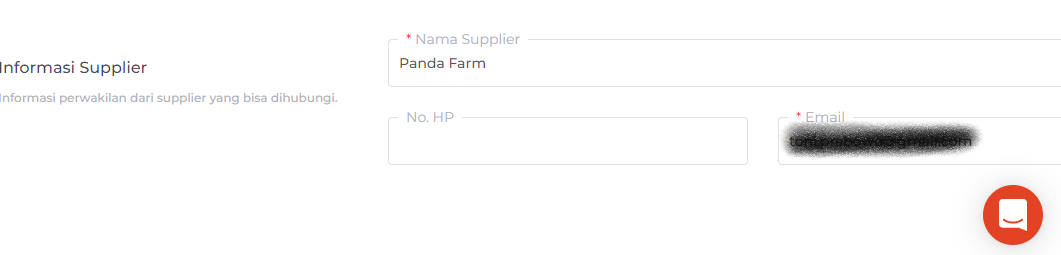 * Nama Supplier
Informasi Supplier
Panda Farm
Informasi perwakilan dari supplier yang bisa dihubungi.
No. HP
* Email